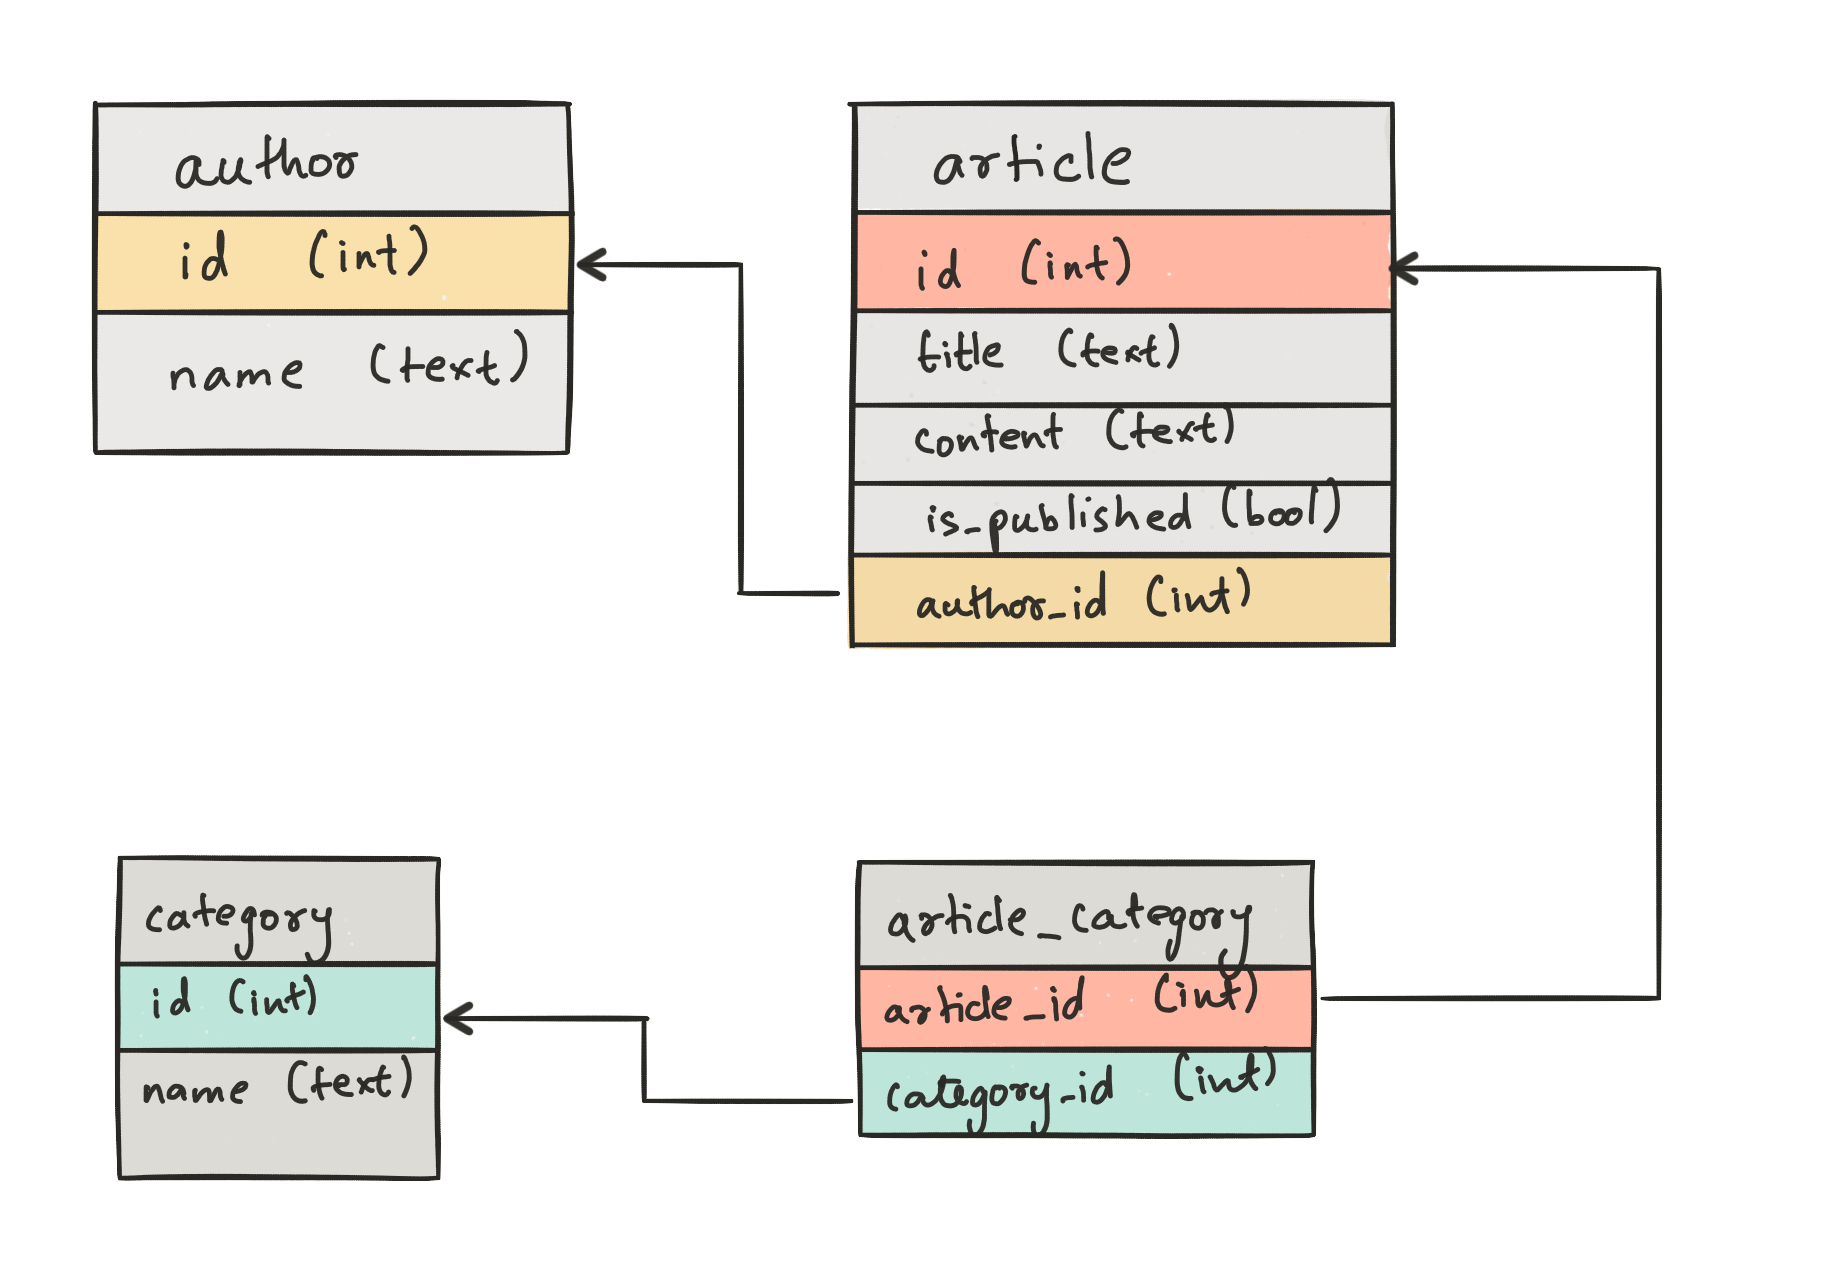 author
id (int)
name (text)
article
id (int)
title (text)
content (text)
is_published (bool)
author_id (int)
category
id (int)
name (text)
article_category
article_id (int)
category_id (int)